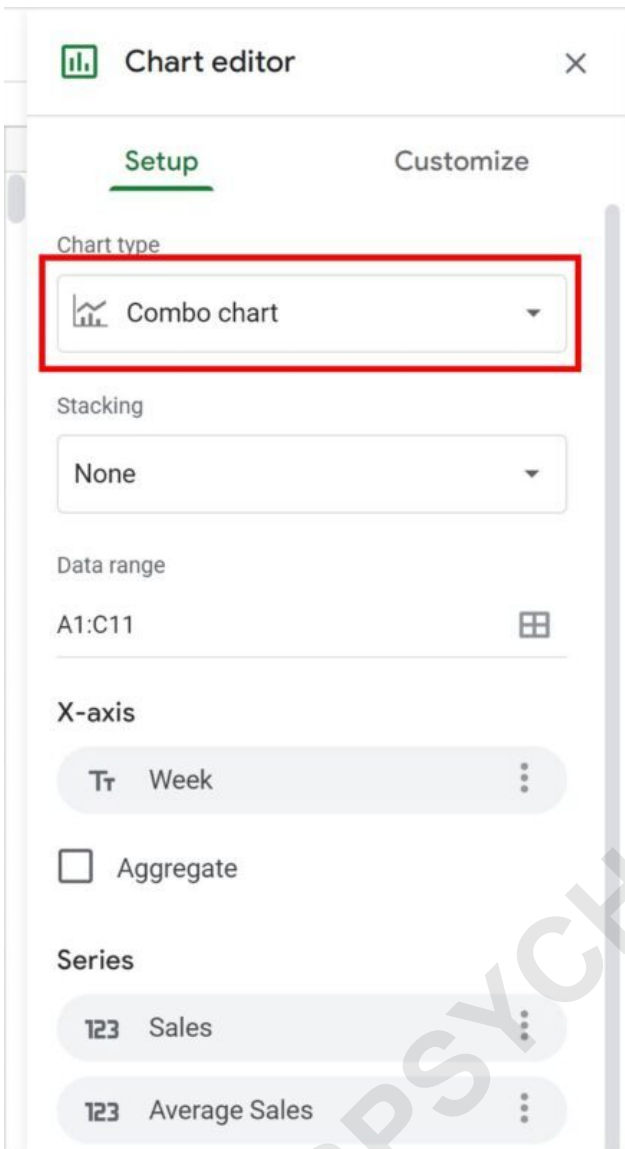 Chart editor
Setup Customize
Chart type
Combo chart
Stacking
None
Data range
A1:C11
X-axis
Tт Week
Aggregate
Series
123 Sales
123 Average Sales
PSYCH